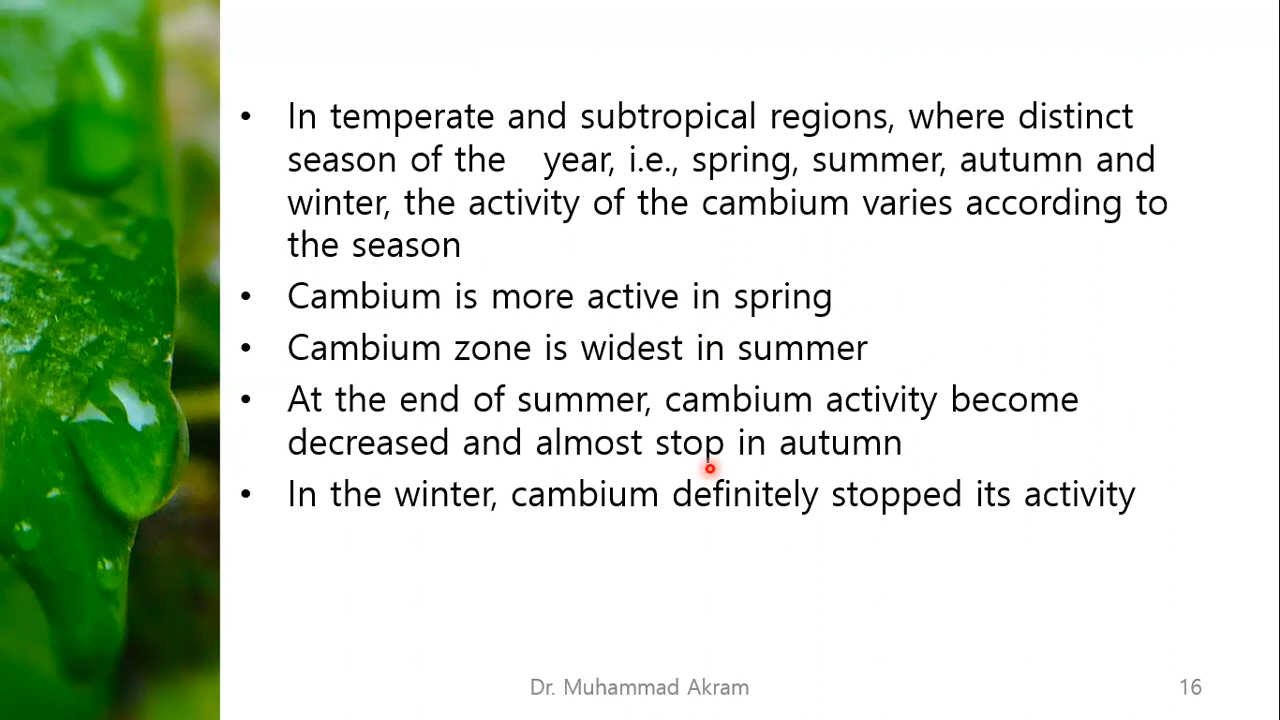 • In temperate and subtropical regions, where distinct
season of the year, i.e., spring, summer, autumn and
winter, the activity of the cambium varies according to
the season
• Cambium is more active in spring
• Cambium zone is widest in summer
• At the end of summer, cambium activity become
decreased and almost stop in autumn
• In the winter, cambium definitely stopped its activity
Dr. Muhammad Akram
16